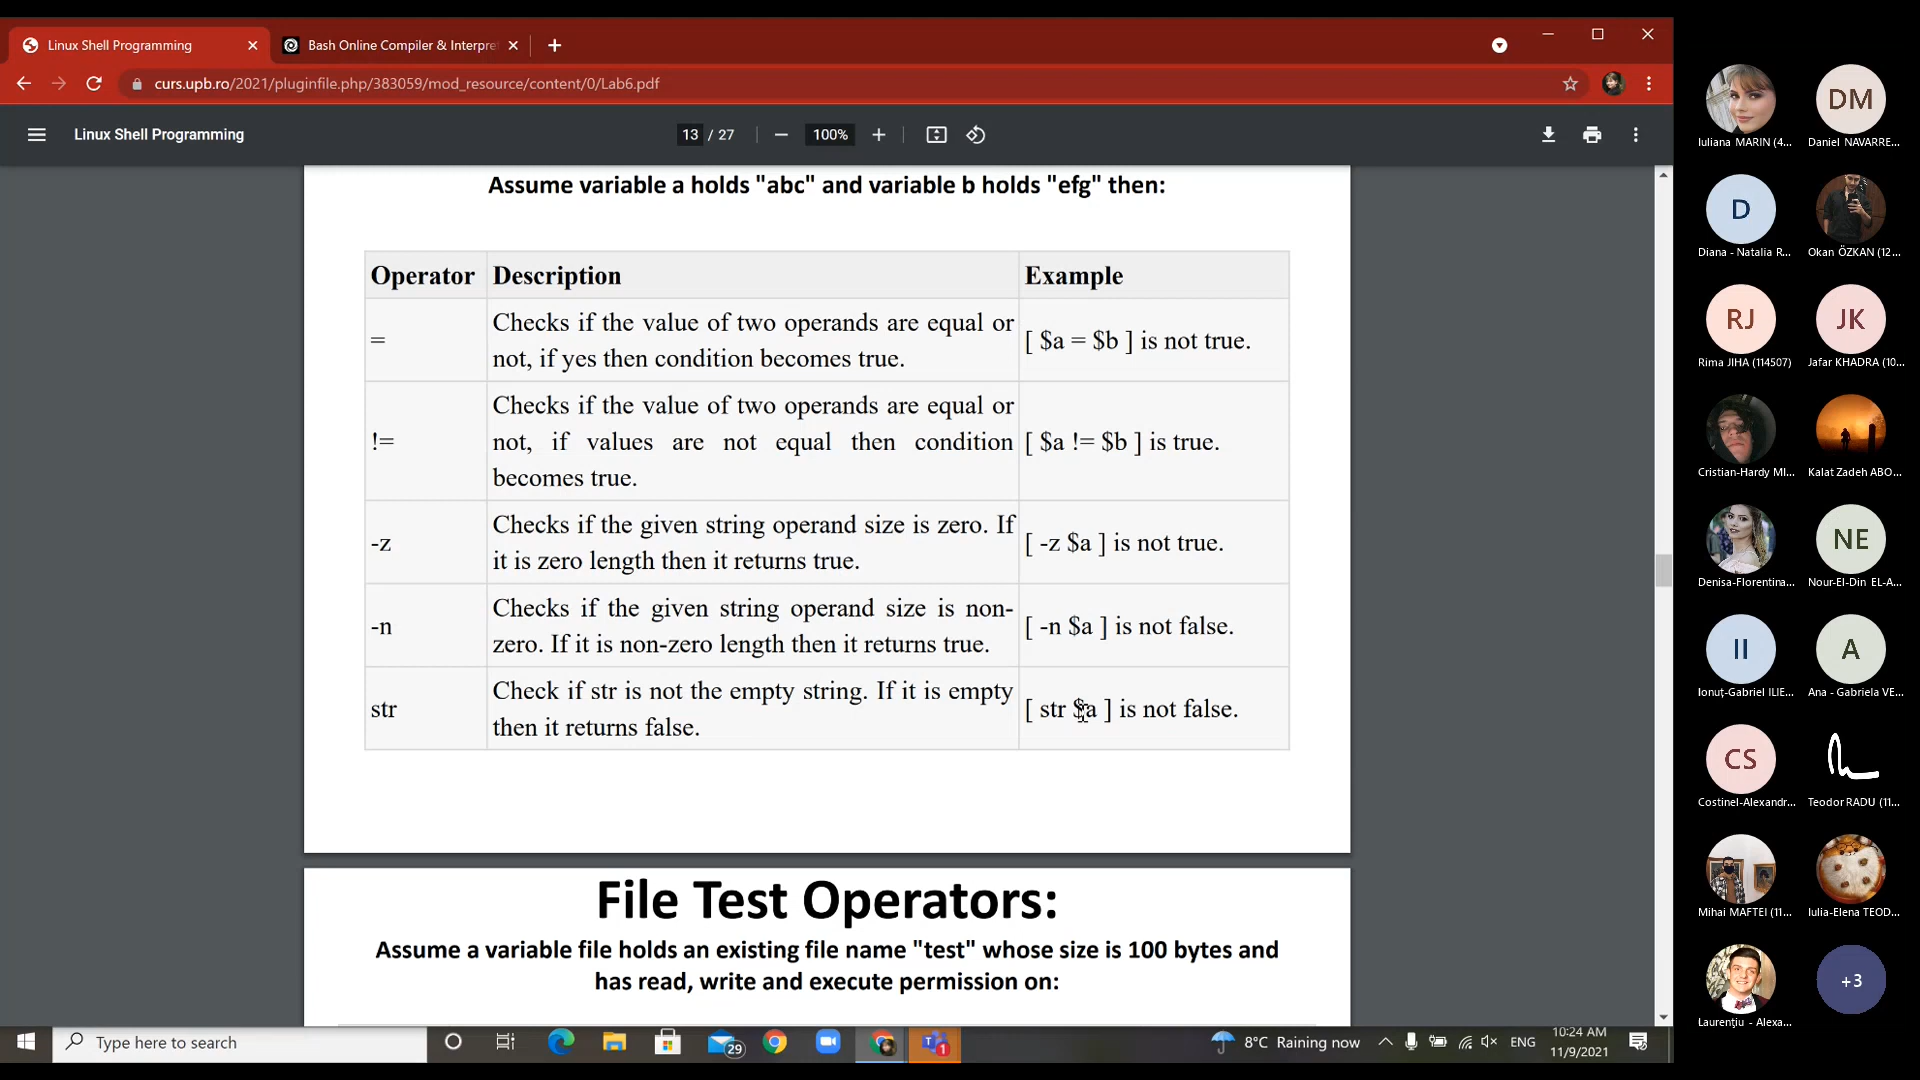 Linux Shell Programming
Bash Online Compiler & Interpre
curs.upb.ro/2021/pluginfile.php/383059/mod_resource/content/0/Lab6.pdf
Linux Shell Programming
13 / 27
100%
Assume variable a holds "abc" and variable b holds "efg" then:
Operator Description Example
= Checks if the value of two operands are equal or not, if yes then condition becomes true. [ $a = $b ] is not true.
!= Checks if the value of two operands are equal or not, if values are not equal then condition becomes true. [ $a != $b ] is true.
-z Checks if the given string operand size is zero. If it is zero length then it returns true. [ -z $a ] is not true.
-n Checks if the given string operand size is non-zero. If it is non-zero length then it returns true. [ -n $a ] is not false.
str Check if str is not the empty string. If it is empty then it returns false. [ str $a ] is not false.
File Test Operators:
Assume a variable file holds an existing file name "test" whose size is 100 bytes and
has read, write and execute permission on:
Type here to search
29
1
8°C Raining now
ENG
10:24 AM
11/9/2021
Iuliana MARIN (4...
DM
Daniel NAVARRE...
D
Diana - Natalia R...
Okan ÖZKAN (12...
RJ
Rima JIHA (114507)
JK
Jafar KHADRA (10...
Cristian-Hardy MI...
Kalat Zadeh ABO...
Denisa-Florentina...
NE
Nour-El-Din EL-A...
II
Ionuț-Gabriel ILIE...
A
Ana - Gabriela VE...
CS
Costinel-Alexandr...
Teodor RADU (11...
Mihai MAFTEI (11...
Iulia-Elena TEOD...
Laurențiu - Alexa...
+3